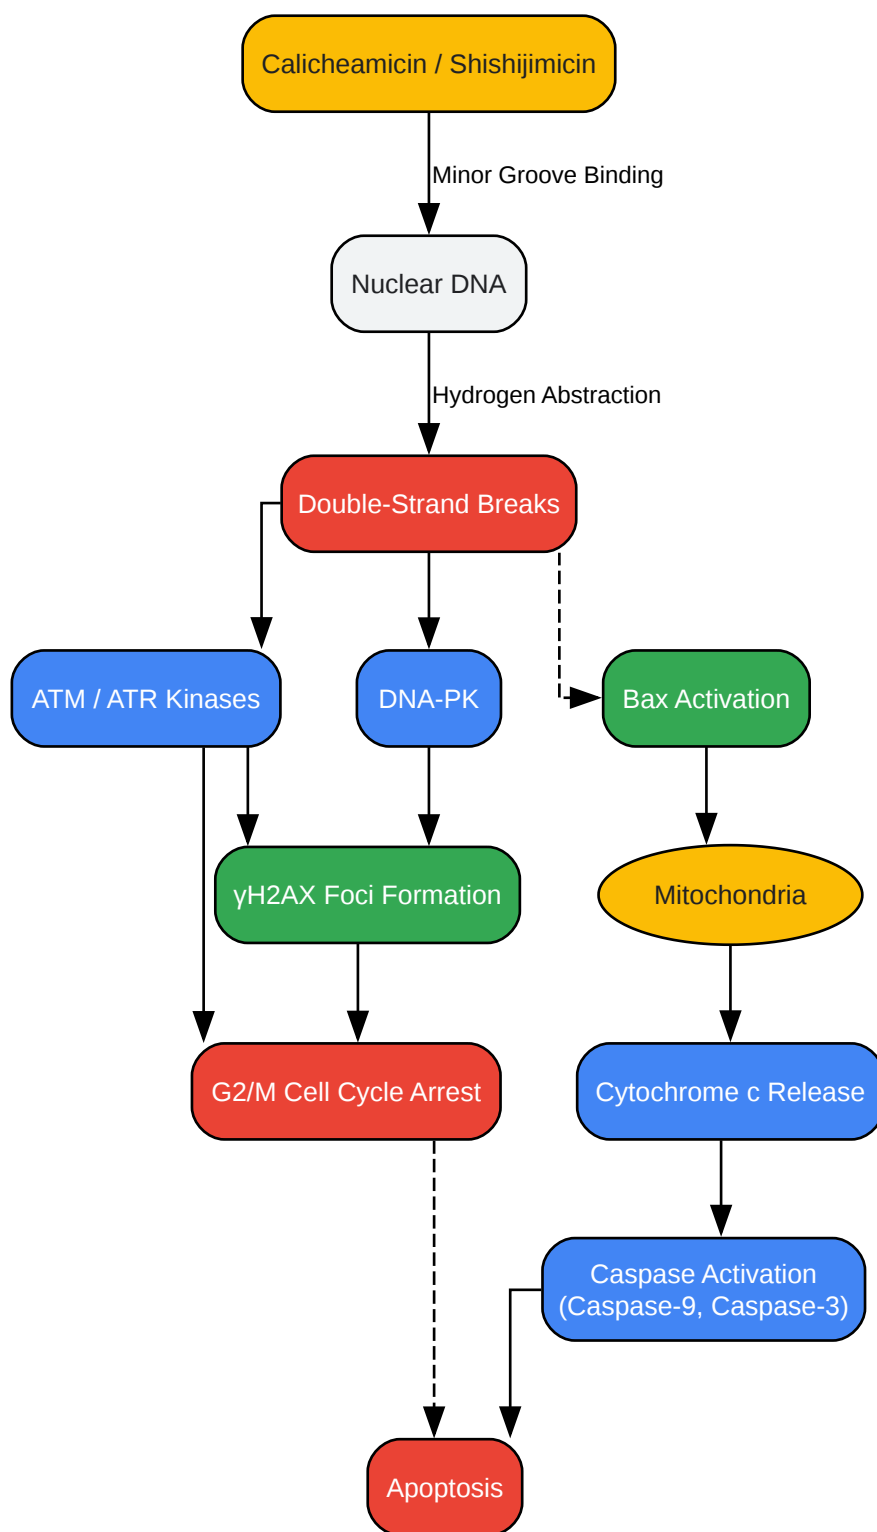 Calicheamicin / Shishijimicin
Minor Groove Binding
Nuclear DNA
Hydrogen Abstraction
Double-Strand Breaks
ATM / ATR Kinases
DNA-PK
Bax Activation
γH2AX Foci Formation
Mitochondria
G2/M Cell Cycle Arrest
Cytochrome c Release
Caspase Activation
(Caspase-9, Caspase-3)
Apoptosis